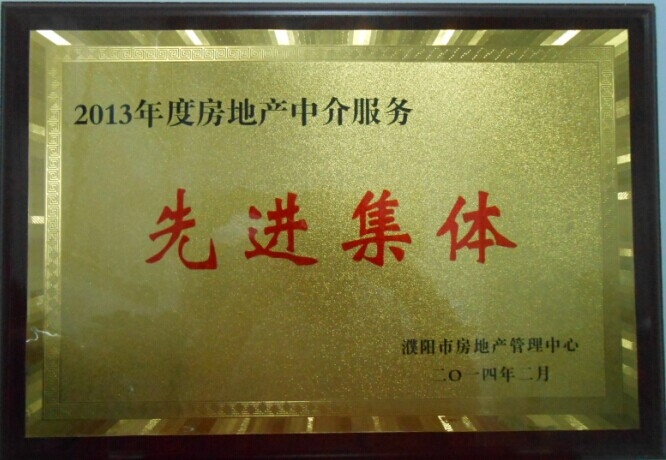 2013年度房地产中介服务
先进集体
濮阳市房地产管理中心
二〇一四年二月